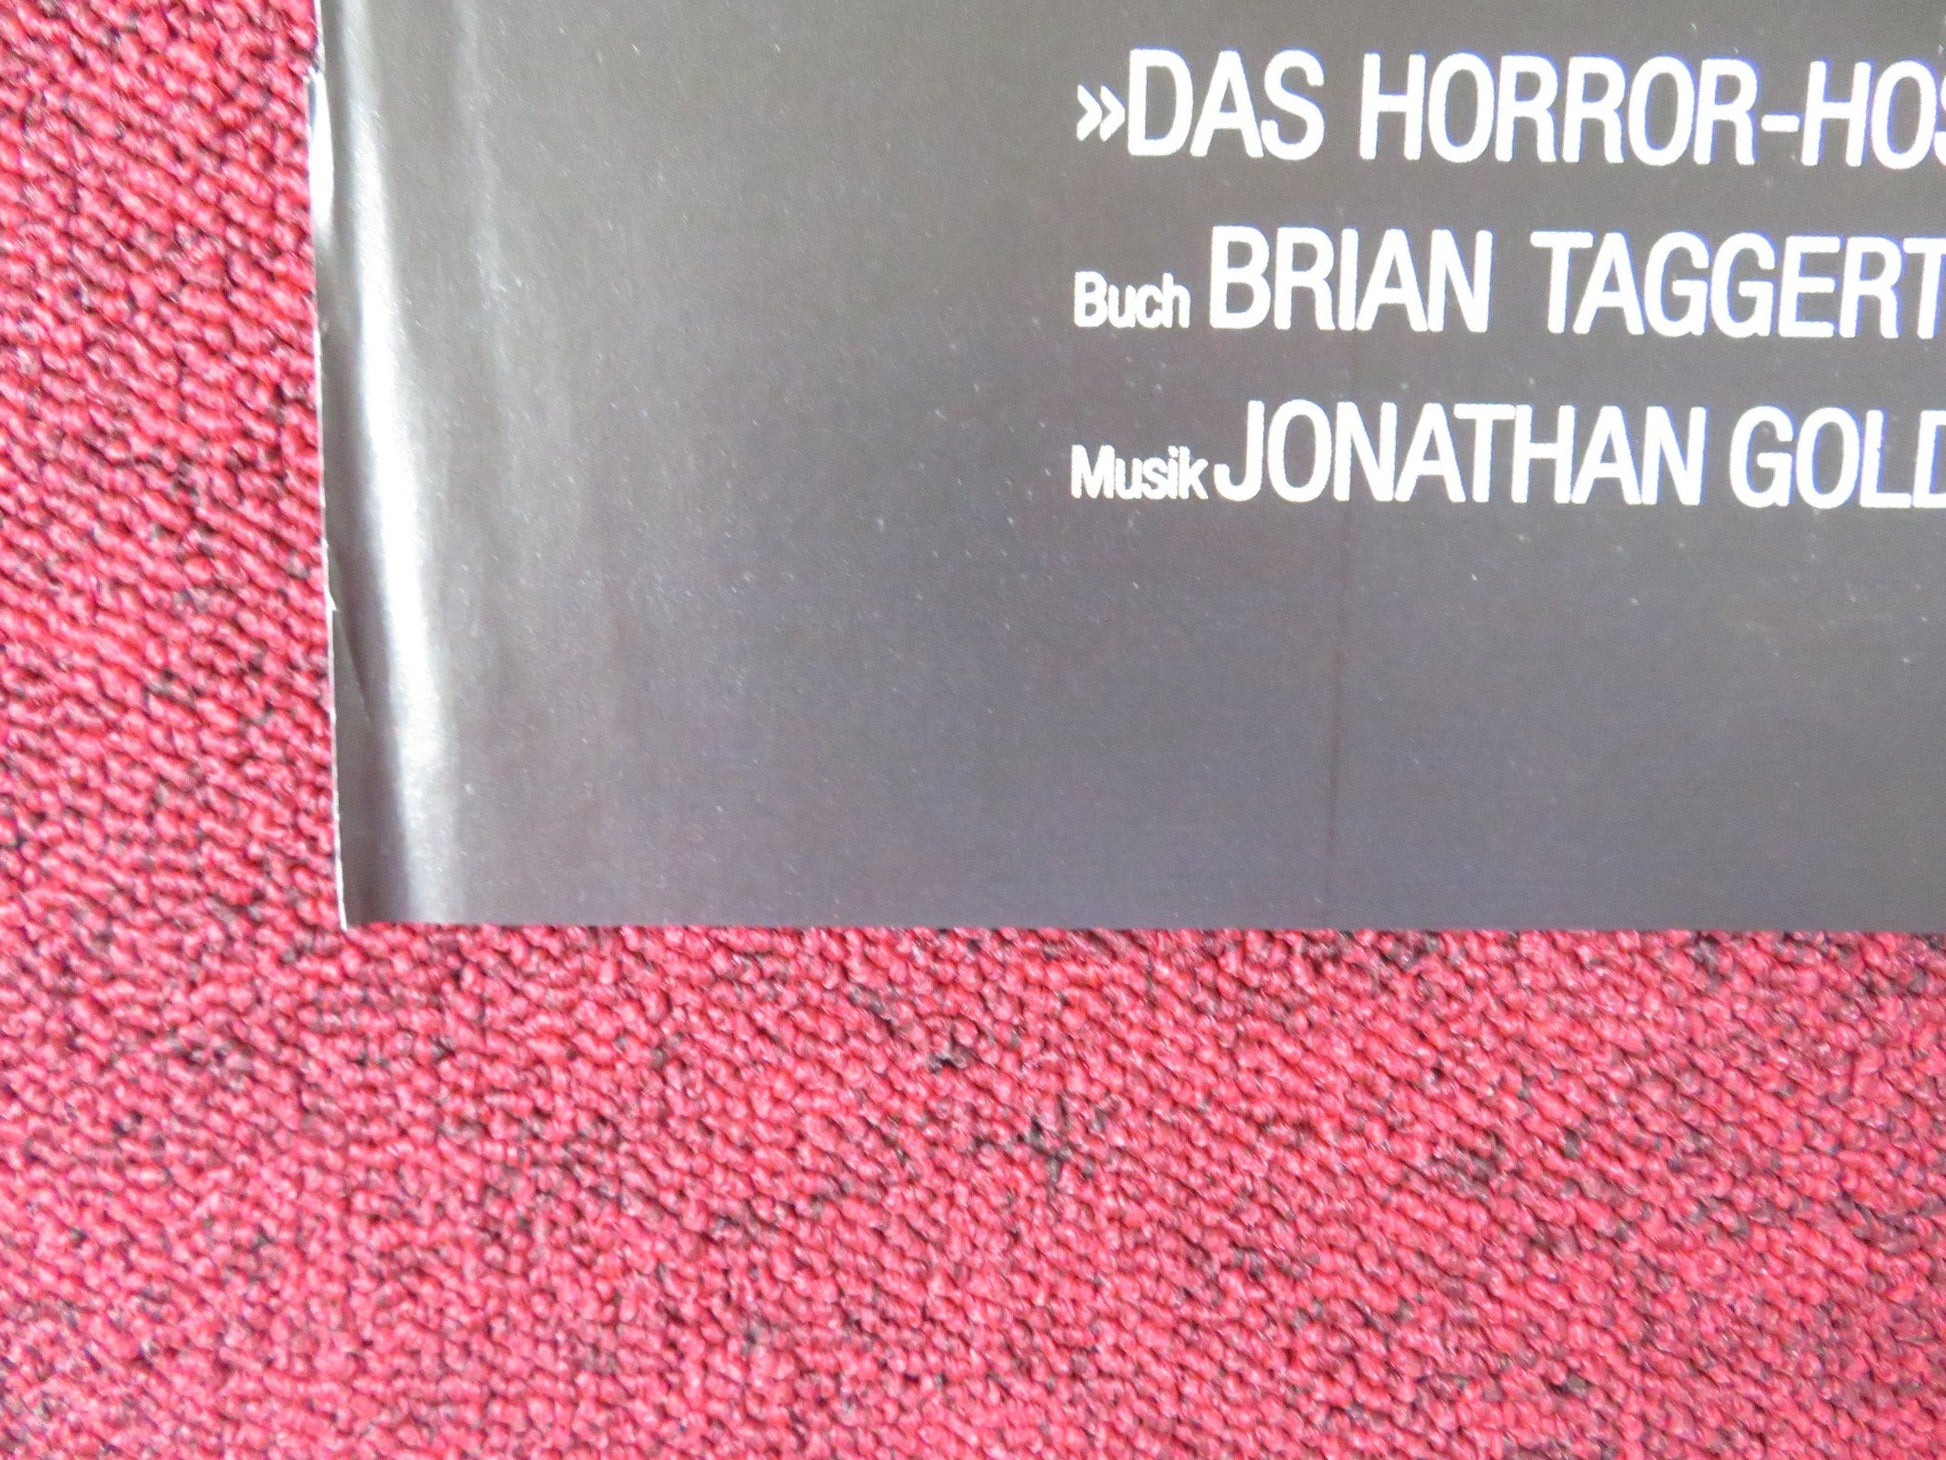 »DAS HORROR-HOS
Buch BRIAN TAGGERT
Musik JONATHAN GOLD